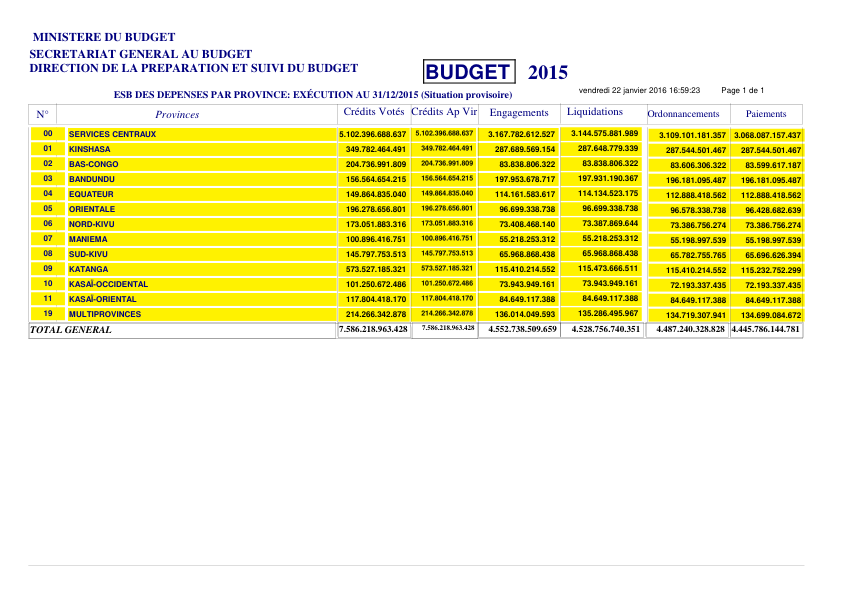 MINISTERE DU BUDGET
SECRETARIAT GENERAL AU BUDGET
DIRECTION DE LA PREPARATION ET SUIVI DU BUDGET
BUDGET 2015
ESB DES DEPENSES PAR PROVINCE: EXÉCUTION AU 31/12/2015 (Situation provisoire)
vendredi 22 janvier 2016 16:59:23 Page 1 de 1
N° Provinces Crédits Votés Crédits Ap Vir Engagements Liquidations Ordonnancements Paiements
00 SERVICES CENTRAUX 5.102.396.688.637 5.102.396.688.637 3.167.782.612.527 3.144.575.881.989 3.109.101.181.357 3.068.087.157.437
01 KINSHASA 349.782.464.491 349.782.464.491 287.689.569.154 287.648.779.339 287.544.501.467 287.544.501.467
02 BAS-CONGO 204.736.991.809 204.736.991.809 83.838.806.322 83.838.806.322 83.606.306.322 83.599.617.187
03 BANDUNDU 156.564.654.215 156.564.654.215 197.953.678.717 197.931.190.367 196.181.095.487 196.181.095.487
04 EQUATEUR 149.864.835.040 149.864.835.040 114.161.583.617 114.134.523.175 112.888.418.562 112.888.418.562
05 ORIENTALE 196.278.656.801 196.278.656.801 96.699.338.738 96.699.338.738 96.578.338.738 96.428.682.639
06 NORD-KIVU 173.051.883.316 173.051.883.316 73.408.468.140 73.387.869.644 73.386.756.274 73.386.756.274
07 MANIEMA 100.896.416.751 100.896.416.751 55.218.253.312 55.218.253.312 55.198.997.539 55.198.997.539
08 SUD-KIVU 145.797.753.513 145.797.753.513 65.968.868.438 65.968.868.438 65.782.755.765 65.696.626.394
09 KATANGA 573.527.185.321 573.527.185.321 115.410.214.552 115.473.666.511 115.410.214.552 115.232.752.299
10 KASAÏ-OCCIDENTAL 101.250.672.486 101.250.672.486 73.943.949.161 73.943.949.161 72.193.337.435 72.193.337.435
11 KASAÏ-ORIENTAL 117.804.418.170 117.804.418.170 84.649.117.388 84.649.117.388 84.649.117.388 84.649.117.388
19 MULTIPROVINCES 214.266.342.878 214.266.342.878 136.014.049.593 135.286.495.967 134.719.307.941 134.699.084.672
TOTAL GENERAL 7.586.218.963.428 7.586.218.963.428 4.552.738.509.659 4.528.756.740.351 4.487.240.328.828 4.445.786.144.781